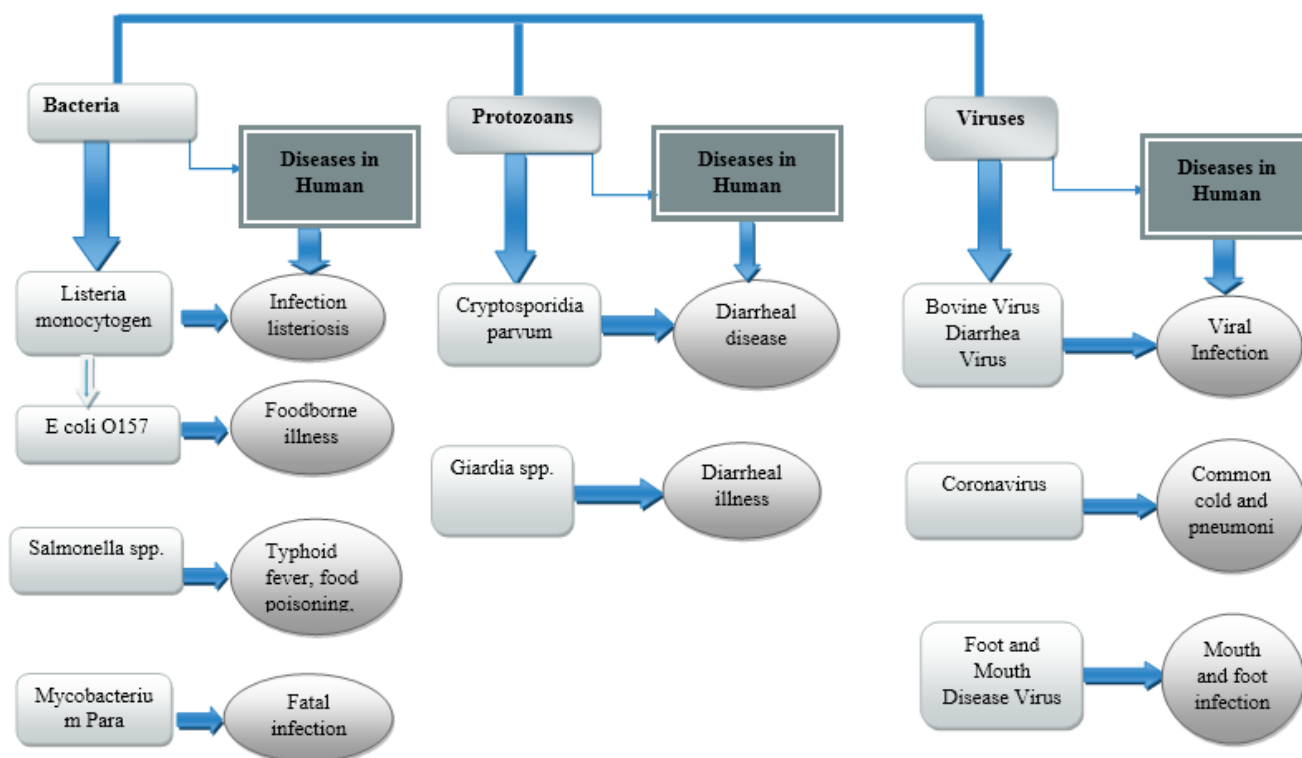 Bacteria
Diseases in
Human
Listeria
monocytogen
Infection
listeriosis
E coli O157
Foodborne
illness
Salmonella spp.
Typhoid
fever, food
poisoning,
Mycobacteriu
m Para
Fatal
infection
Protozoans
Diseases in
Human
Cryptosporidia
parvum
Diarrheal
disease
Giardia spp.
Diarrheal
illness
Viruses
Diseases in
Human
Bovine Virus
Diarrhea
Virus
Viral
Infection
Coronavirus
Common
cold and
pneumoni
Foot and
Mouth
Disease Virus
Mouth
and foot
infection